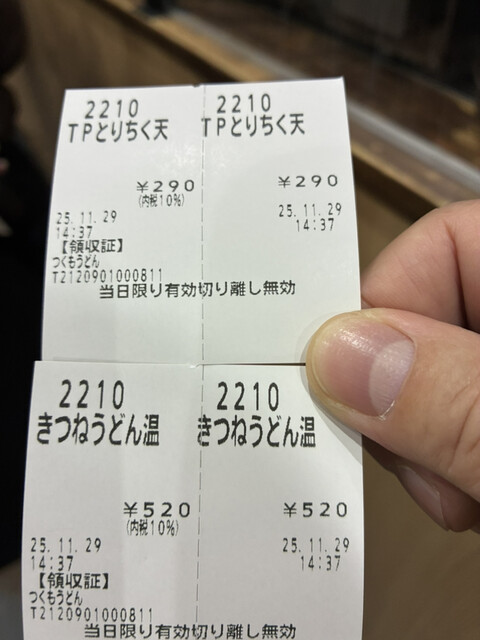 2210 2210
TPとりちく天 TPとりちく天
¥290 ¥290
(内税10%)
25.11.29 25.11.29
14:37 14:37
【領収証】
つくもうどん
T2120901000811
当日限り有効切り離し無効
2210 2210
きつねうどん温 きつねうどん温
¥520 ¥520
(内税10%)
25.11.29 25.11.29
14:37 14:37
【領収証】
つくもうどん
T2120901000811
当日限り有効切り離し無効